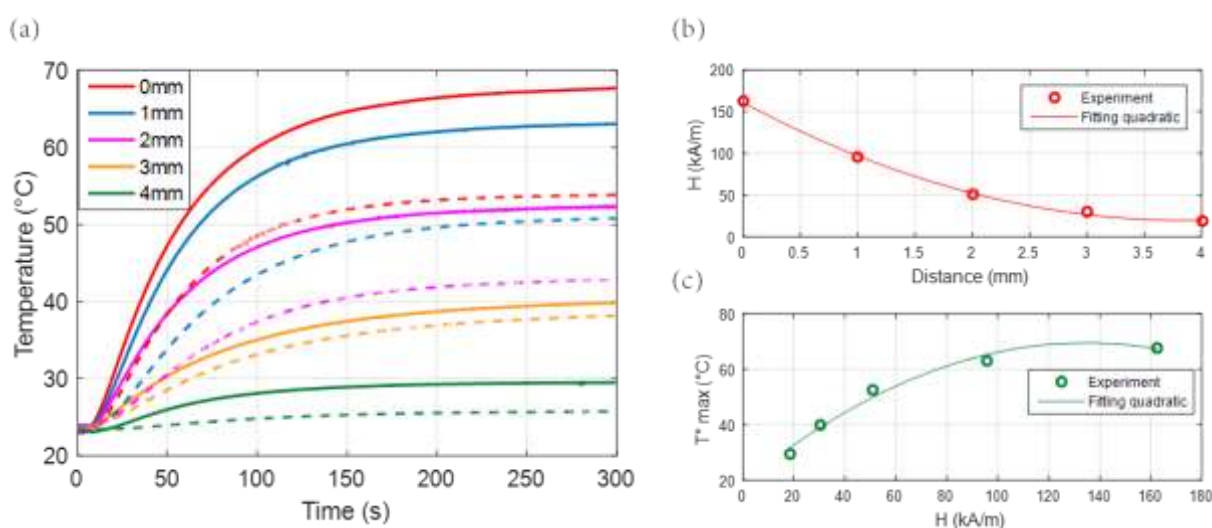 (a)
70
60
50
40
30
20
Temperature (°C)
0mm
1mm
2mm
3mm
4mm
0
50
100
150
200
250
300
Time (s)
(b)
200
150
100
50
0
H (kA/m)
Experiment
Fitting quadratic
0
0.5
1
1.5
2
2.5
3
3.5
4
Distance (mm)
(c)
80
60
40
20
T* max (°C)
Experiment
Fitting quadratic
0
20
40
60
80
100
120
140
160
180
H (kA/m)